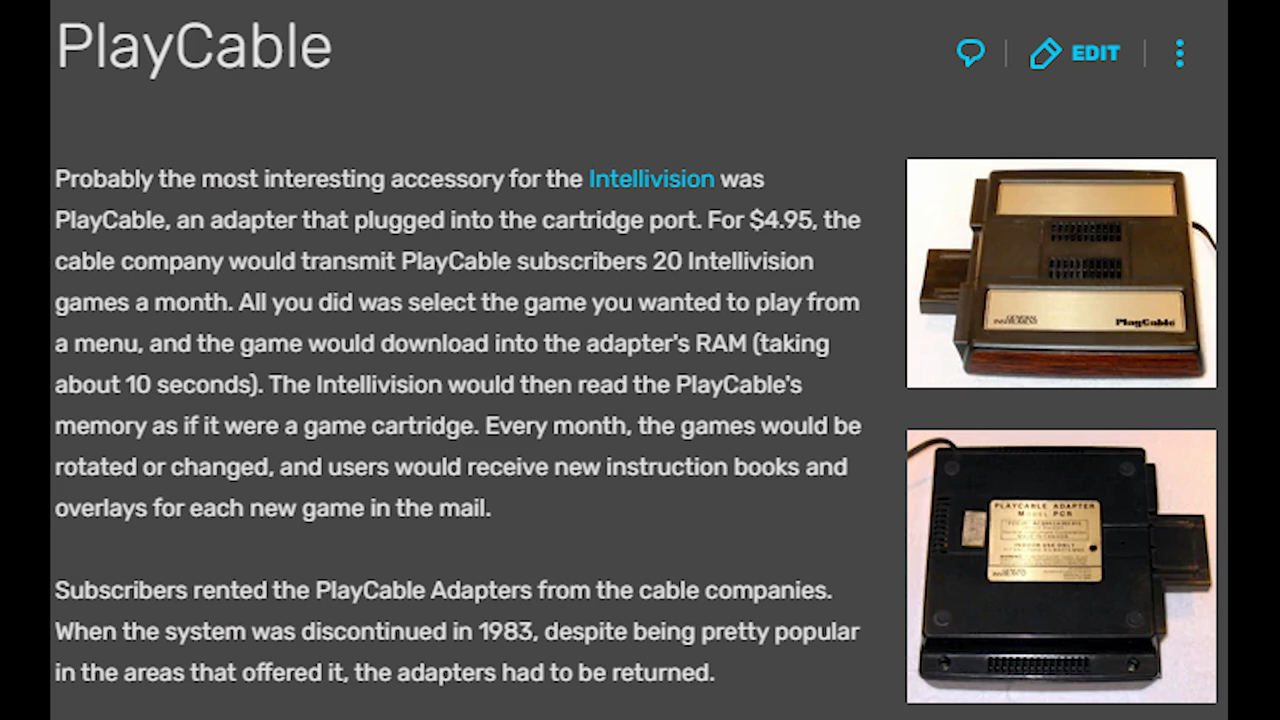 PlayCable
EDIT
Probably the most interesting accessory for the Intellivision was
PlayCable, an adapter that plugged into the cartridge port. For $4.95, the
cable company would transmit PlayCable subscribers 20 Intellivision
games a month. All you did was select the game you wanted to play from
a menu, and the game would download into the adapter's RAM (taking
about 10 seconds). The Intellivision would then read the PlayCable's
memory as if it were a game cartridge. Every month, the games would be
rotated or changed, and users would receive new instruction books and
overlays for each new game in the mail.
Subscribers rented the PlayCable Adapters from the cable companies.
When the system was discontinued in 1983, despite being pretty popular
in the areas that offered it, the adapters had to be returned.
GENERAL
INSTRUMENT
PlayCable
PLAYCABLE ADAPTER
MODEL PCR
INDOOR USE ONLY